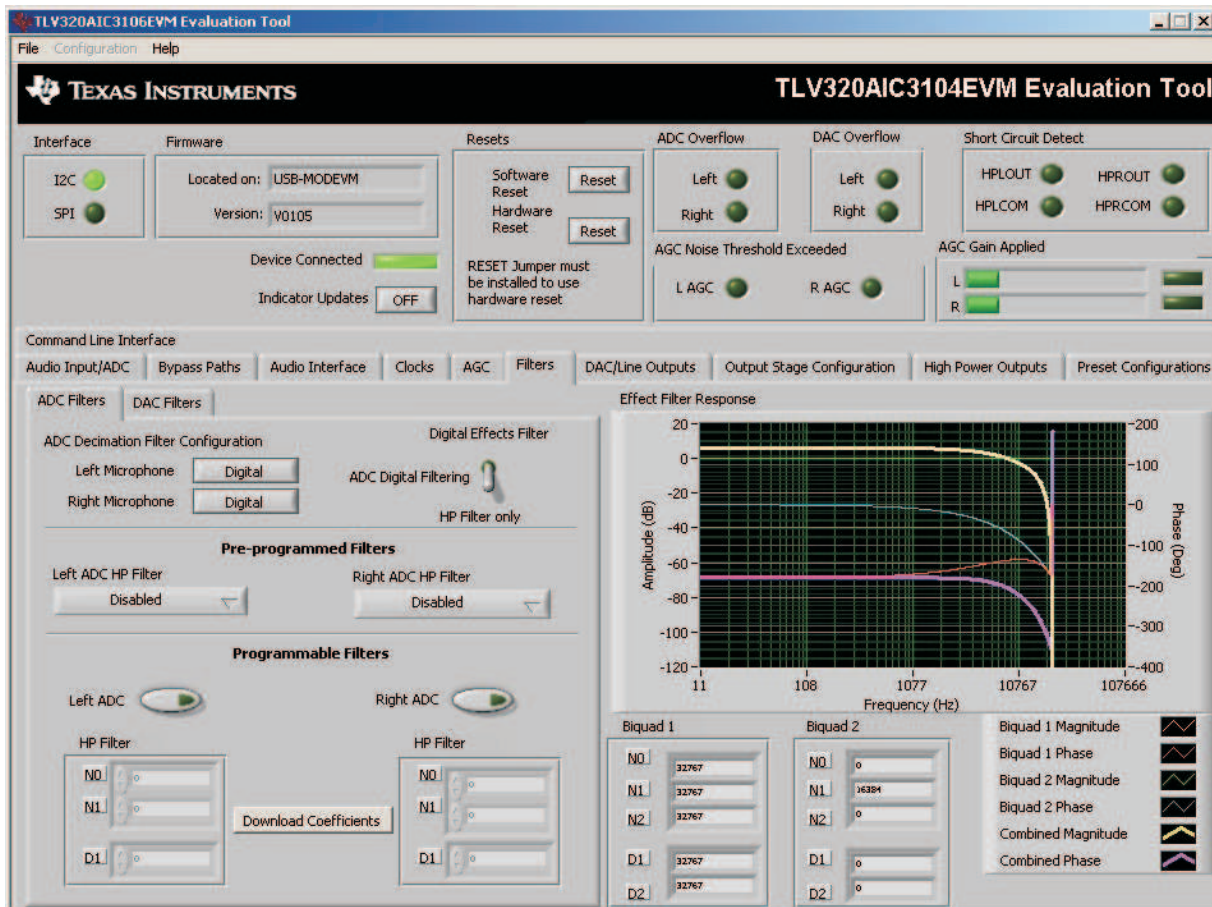 TLV320AIC3106EVM Evaluation Tool
File Configuration Help
TEXAS INSTRUMENTS
TLV320AIC3104EVM Evaluation Tool
Interface
I2C
SPI
Firmware
Located on: USB-MODEVM
Version: V0105
Device Connected
Indicator Updates OFF
Resets
Software Reset Reset
Hardware Reset Reset
RESET Jumper must
be installed to use
hardware reset
ADC Overflow
Left
Right
DAC Overflow
Left
Right
Short Circuit Detect
HPLOUT HPROUT
HPLCOM HPRCOM
AGC Noise Threshold Exceeded
L AGC R AGC
AGC Gain Applied
L
R
Command Line Interface
Audio Input/ADC Bypass Paths Audio Interface Clocks AGC Filters DAC/Line Outputs Output Stage Configuration High Power Outputs Preset Configurations
ADC Filters DAC Filters
ADC Decimation Filter Configuration
Left Microphone Digital
Right Microphone Digital
Digital Effects Filter
ADC Digital Filtering
HP Filter only
Pre-programmed Filters
Left ADC HP Filter
Disabled
Right ADC HP Filter
Disabled
Programmable Filters
Left ADC
Right ADC
HP Filter
N0 0
N1 0
D1 0
Download Coefficients
HP Filter
N0 0
N1 0
D1 0
Effect Filter Response
Amplitude (dB)
20
0
-20
-40
-60
-80
-100
-120
200
100
0
-100
-200
-300
-400
Phase (Deg)
11 108 1077 10767 107666
Frequency (Hz)
Biquad 1
N0 32767
N1 32767
N2 32767
D1 32767
D2 32767
Biquad 2
N0 0
N1 16384
N2 0
D1 0
D2 0
Biquad 1 Magnitude
Biquad 1 Phase
Biquad 2 Magnitude
Biquad 2 Phase
Combined Magnitude
Combined Phase